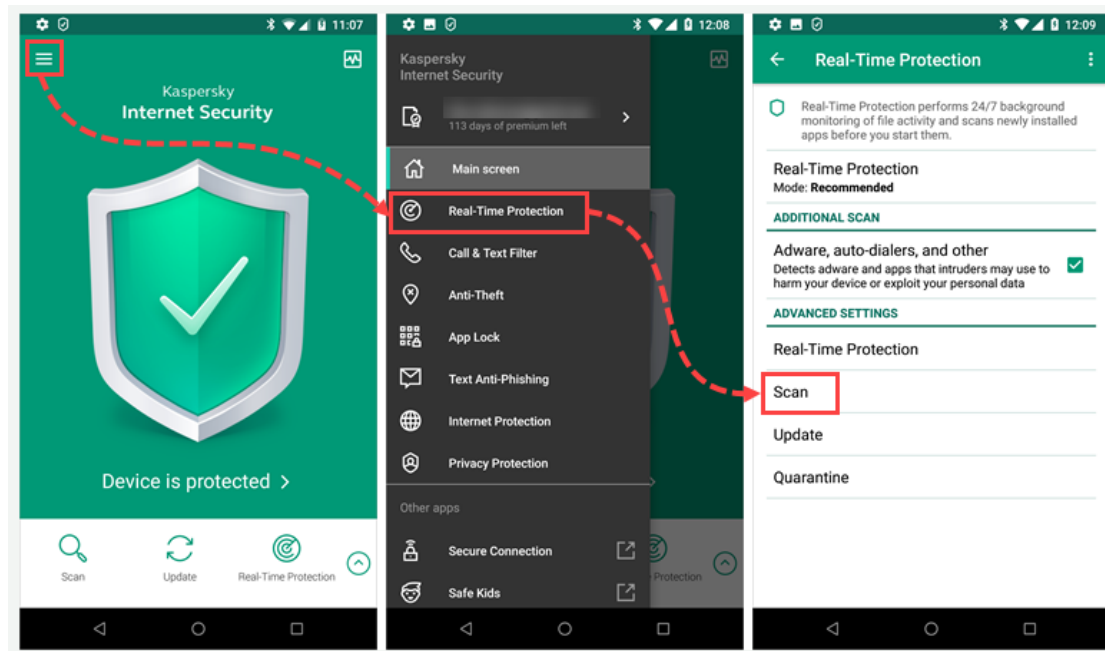 11:07
Kaspersky
Internet Security
Device is protected >
Scan
Update
Real-Time Protection
12:08
Kaspersky
Internet Security
113 days of premium left
Main screen
Real-Time Protection
Call & Text Filter
Anti-Theft
App Lock
Text Anti-Phishing
Internet Protection
Privacy Protection
Other apps
Secure Connection
Safe Kids
Protection
12:09
Real-Time Protection
Real-Time Protection performs 24/7 background
monitoring of file activity and scans newly installed
apps before you start them.
Real-Time Protection
Mode: Recommended
ADDITIONAL SCAN
Adware, auto-dialers, and other
Detects adware and apps that intruders may use to
harm your device or exploit your personal data
ADVANCED SETTINGS
Real-Time Protection
Scan
Update
Quarantine